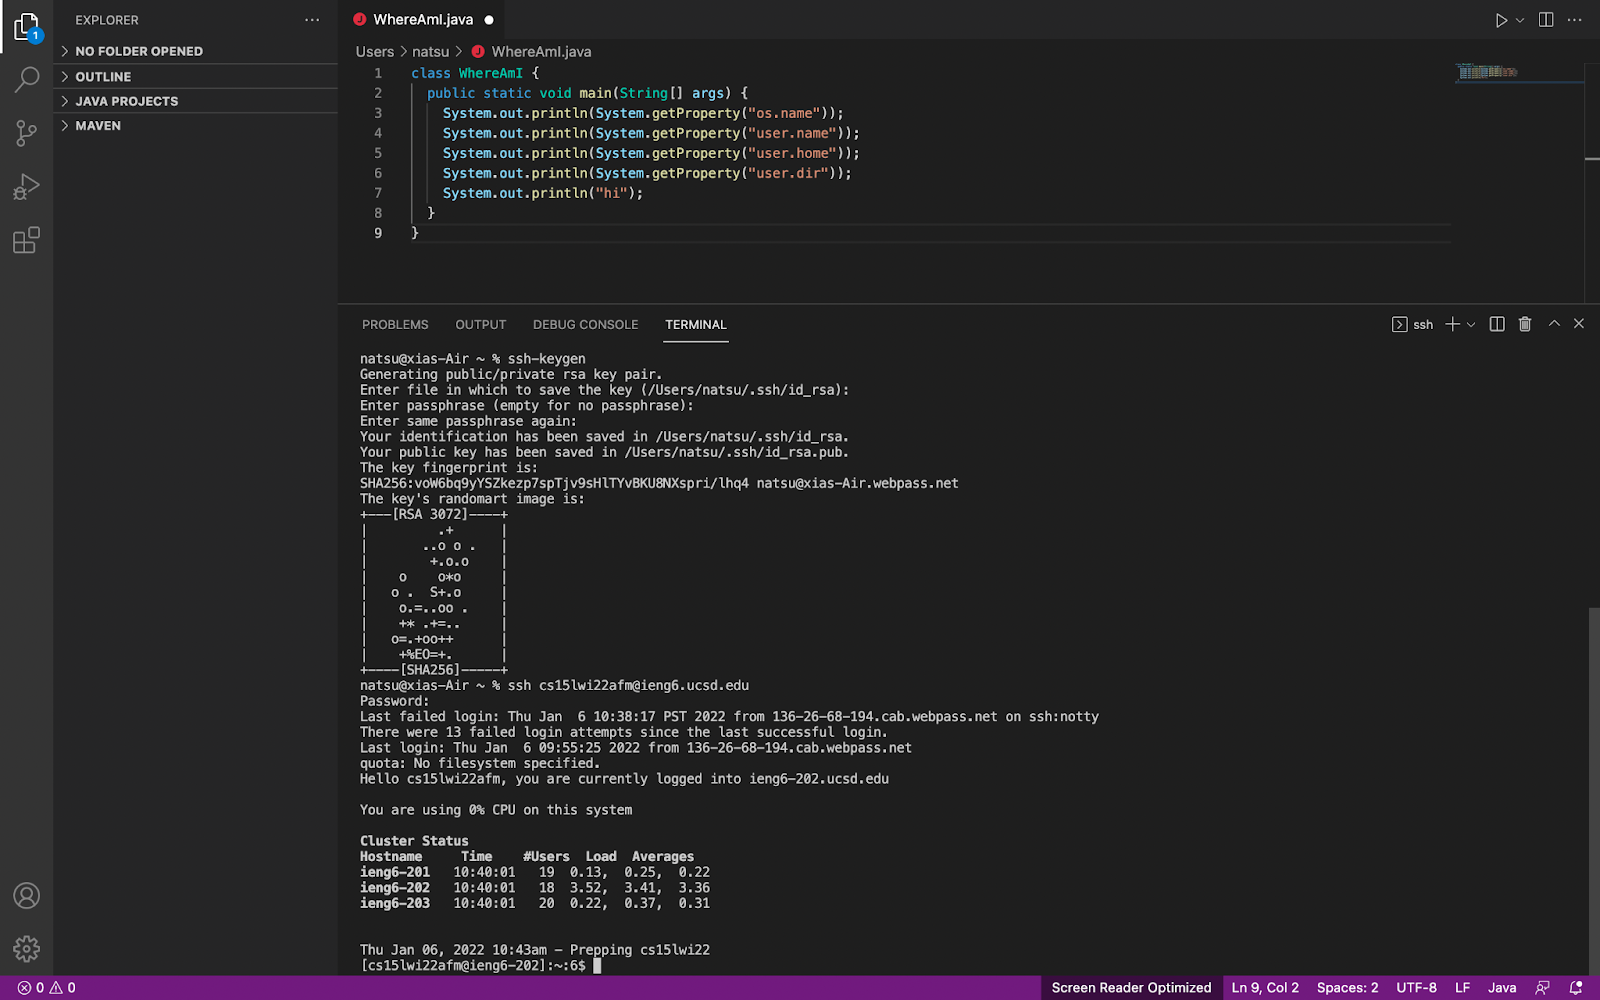 EXPLORER
WhereAmI.java
NO FOLDER OPENED
OUTLINE
JAVA PROJECTS
MAVEN
1
Users > natsu > WhereAmI.java
1 class WhereAmI {
2 public static void main(String[] args) {
3 System.out.println(System.getProperty("os.name"));
4 System.out.println(System.getProperty("user.name"));
5 System.out.println(System.getProperty("user.home"));
6 System.out.println(System.getProperty("user.dir"));
7 System.out.println("hi");
8 }
9 }
PROBLEMS OUTPUT DEBUG CONSOLE TERMINAL ssh
natsu@xias-Air ~ % ssh-keygen
Generating public/private rsa key pair.
Enter file in which to save the key (/Users/natsu/.ssh/id_rsa):
Enter passphrase (empty for no passphrase):
Enter same passphrase again:
Your identification has been saved in /Users/natsu/.ssh/id_rsa.
Your public key has been saved in /Users/natsu/.ssh/id_rsa.pub.
The key fingerprint is:
SHA256:voW6bq9yYSZkezp7spTjv9sHlTYvBKU8NXspri/lhq4 natsu@xias-Air.webpass.net
The key's randomart image is:
+---[RSA 3072]----+
|         .+      |
|       ..o o .   |
|        +.o.o    |
|    o    o*o     |
|   o .  S+.o     |
|    o.=..oo .    |
|    +* .+=..     |
|   o=.+oo++      |
|    +%EO=+.      |
+----[SHA256]-----+
natsu@xias-Air ~ % ssh cs15lwi22afm@ieng6.ucsd.edu
Password:
Last failed login: Thu Jan  6 10:38:17 PST 2022 from 136-26-68-194.cab.webpass.net on ssh:notty
There were 13 failed login attempts since the last successful login.
Last login: Thu Jan  6 09:55:25 2022 from 136-26-68-194.cab.webpass.net
quota: No filesystem specified.
Hello cs15lwi22afm, you are currently logged into ieng6-202.ucsd.edu
You are using 0% CPU on this system
Cluster Status
Hostname     Time    #Users  Load  Averages
ieng6-201   10:40:01   19  0.13,  0.25,  0.22
ieng6-202   10:40:01   18  3.52,  3.41,  3.36
ieng6-203   10:40:01   20  0.22,  0.37,  0.31
Thu Jan 06, 2022 10:43am - Prepping cs15lwi22
[cs15lwi22afm@ieng6-202]:~:6$
0 0 Screen Reader Optimized Ln 9, Col 2 Spaces: 2 UTF-8 LF Java